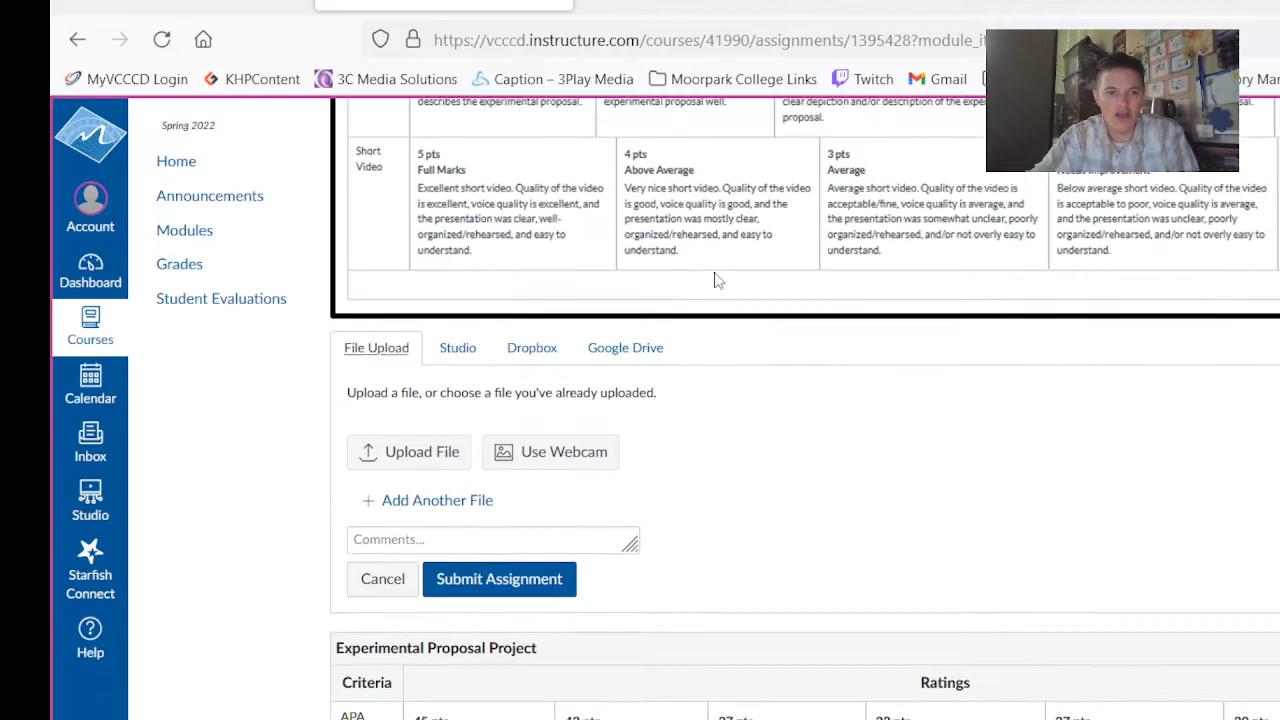 https://vcccd.instructure.com/courses/41990/assignments/1395428?module_it
MyVCCCD Login
KHPContent
3C Media Solutions
Caption – 3Play Media
Moorpark College Links
Twitch
Gmail
Spring 2022
Home
Announcements
Modules
Grades
Student Evaluations
Account
Dashboard
Courses
Calendar
Inbox
Studio
Starfish
Connect
Help
describes the experimental proposal.
experimental proposal well.
clear depiction and/or description of the
proposal.
Short
Video
5 pts
Full Marks
Excellent short video. Quality of the video
is excellent, voice quality is excellent, and
the presentation was clear, well-
organized/rehearsed, and easy to
understand.
4 pts
Above Average
Very nice short video. Quality of the video
is good, voice quality is good, and the
presentation was mostly clear,
organized/rehearsed, and easy to
understand.
3 pts
Average
Average short video. Quality of the video is
acceptable/fine, voice quality is average, and
the presentation was somewhat unclear, poorly
organized/rehearsed, and/or not overly easy to
understand.
Below average short video. Quality of the video
is acceptable to poor, voice quality is average,
and the presentation was unclear, poorly
organized/rehearsed, and/or not overly easy to
understand.
File Upload
Studio
Dropbox
Google Drive
Upload a file, or choose a file you've already uploaded.
Upload File
Use Webcam
+ Add Another File
Comments...
Cancel
Submit Assignment
Experimental Proposal Project
Criteria
Ratings
APA